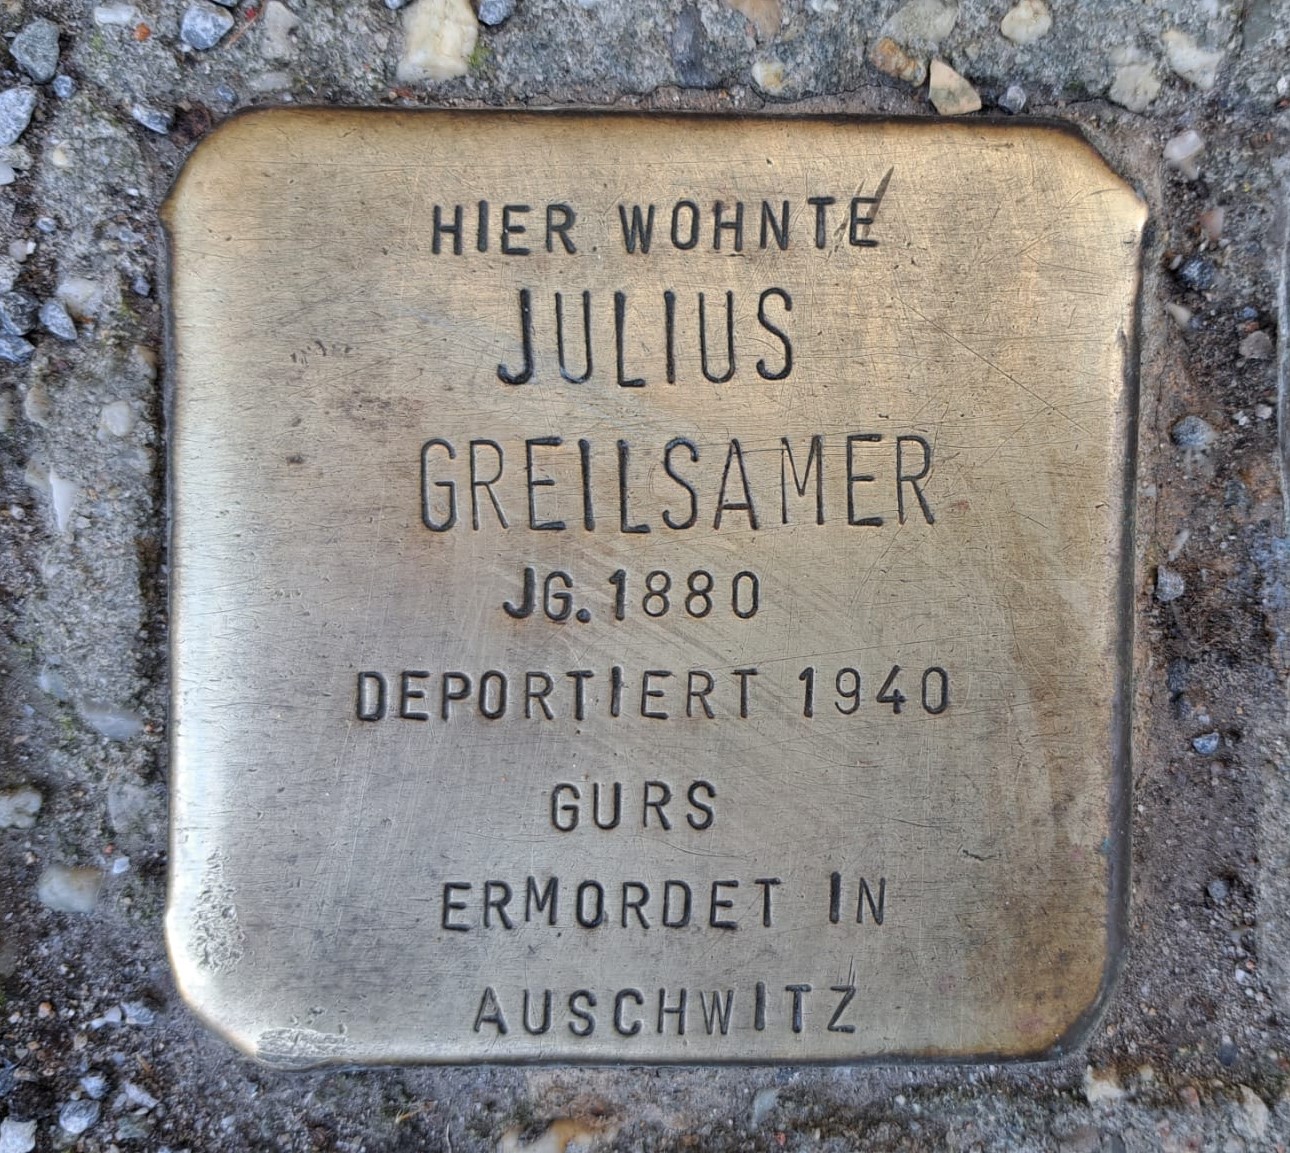 HIER WOHNTE
JULIUS
GREILSAMER
JG. 1880
DEPORTIERT 1940
GURS
ERMORDET IN
AUSCHWITZ